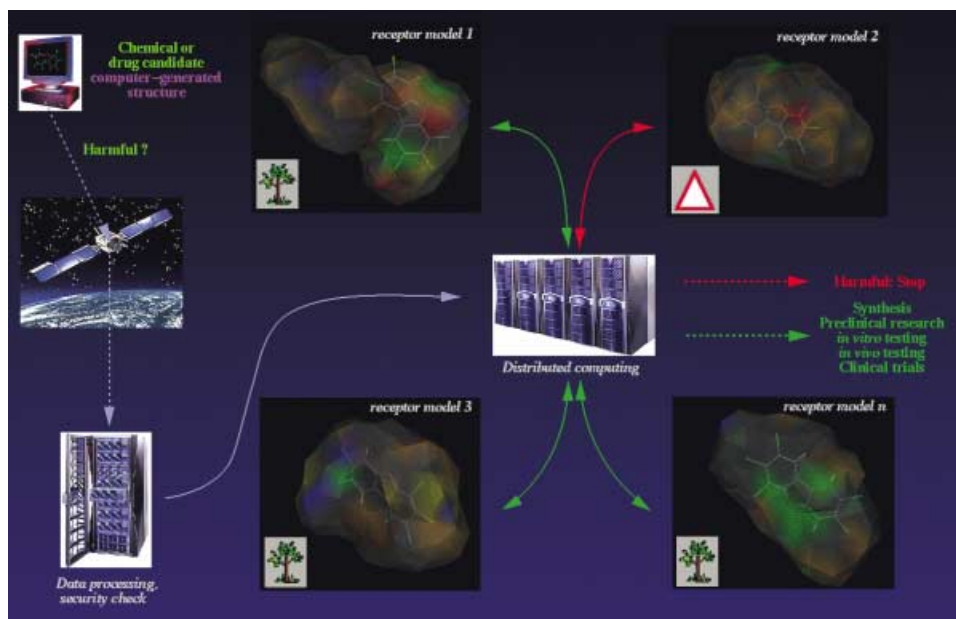 Chemical or
drug candidate
computer-generated
structure
Harmful ?
receptor model 1
receptor model 2
Distributed computing
Harmful: Stop
Synthesis
Preclinical research
in vitro testing
in vivo testing
Clinical trials
receptor model 3
receptor model n
Data processing,
security check